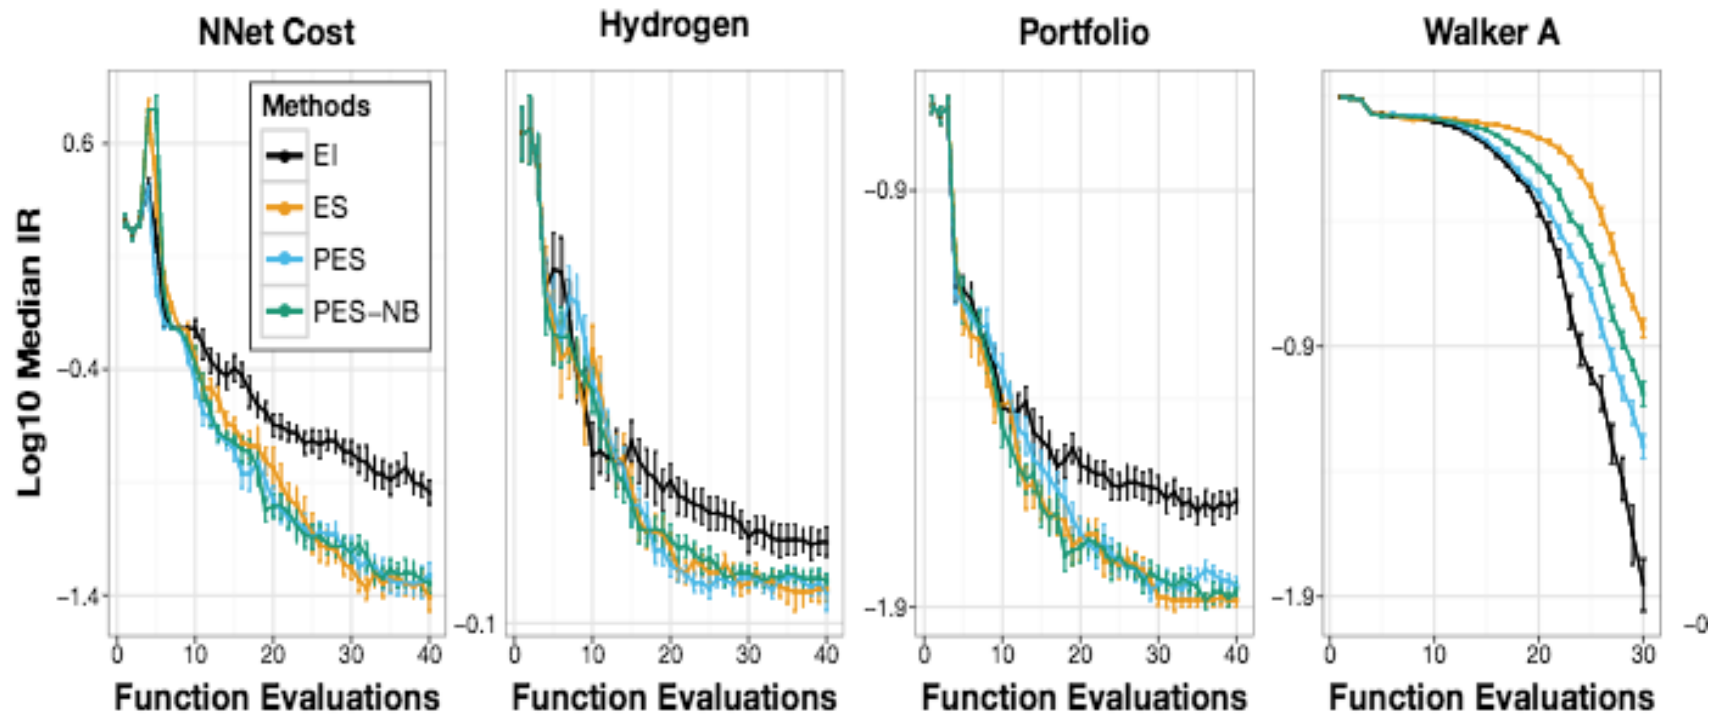 NNet Cost
Hydrogen
Portfolio
Walker A
Log10 Median IR
Methods
EI
ES
PES
PES-NB
0.6
-0.4
-1.4
0 10 20 30 40
Function Evaluations
-0.1
0 10 20 30 40
Function Evaluations
-0.9
-1.9
0 10 20 30 40
Function Evaluations
-0.9
-1.9
0 10 20 30
Function Evaluations
-0